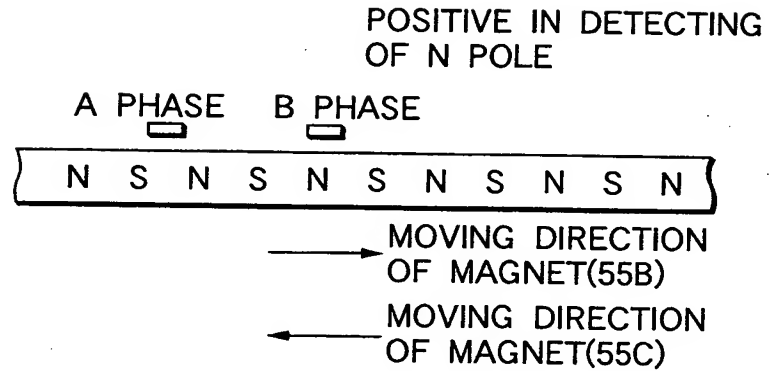 POSITIVE IN DETECTING
OF N POLE
A PHASE B PHASE
N S N S N S N S N S N
MOVING DIRECTION
OF MAGNET(55B)
MOVING DIRECTION
OF MAGNET(55C)